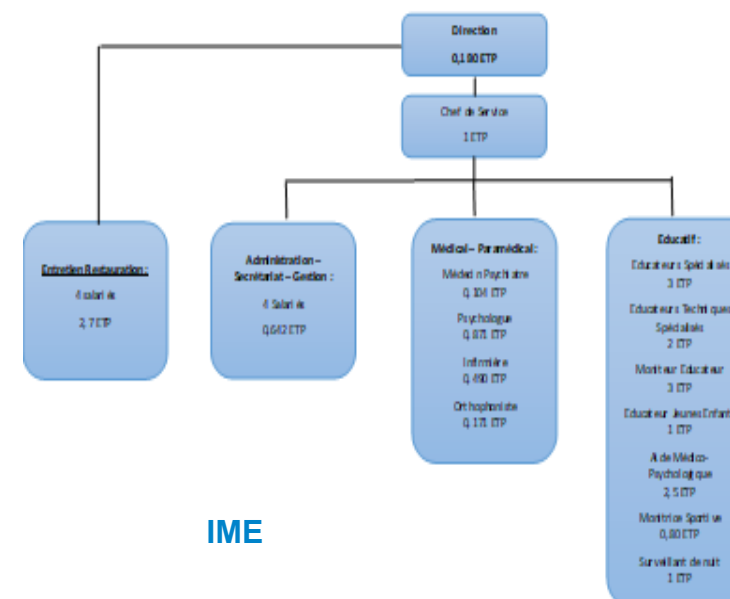 Direction
0,180 ETP
Chef de Service
1 ETP
Entretien Restauration :
4 salariés
2,7 ETP
Administration –
Secrétariat – Gestion :
4 Salariés
0,642 ETP
Médical – Paramédical :
Médecin Psychiatre
0,104 ETP
Psychologue
0,871 ETP
Infirmière
0,490 ETP
Orthophoniste
0,171 ETP
Educatif :
Educateurs Spécialisés
3 ETP
Educateurs Techniques
Spécialisés
2 ETP
Moniteur Educateur
3 ETP
Educateur Jeunes Enfant
1 ETP
Aide Médico-
Psychologique
2,5 ETP
Monitrice Sportive
0,80 ETP
Surveillant de nuit
1 ETP
IME